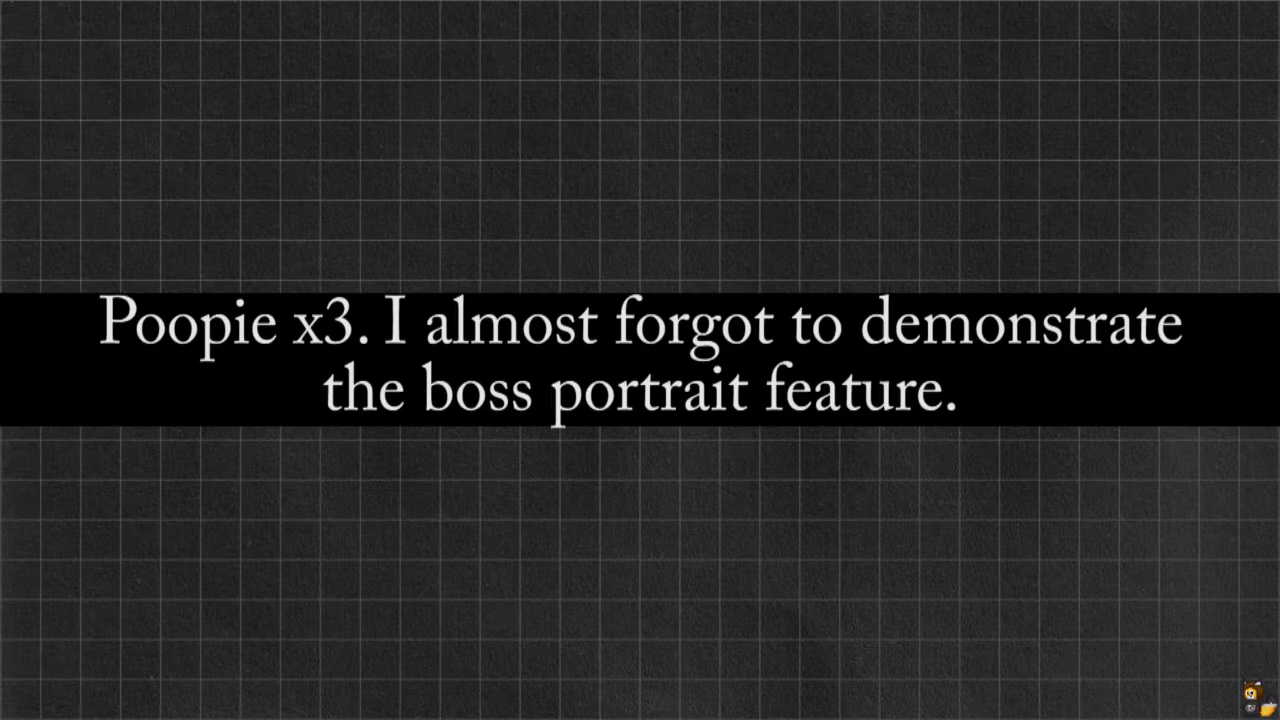 Poopie x3. I almost forgot to demonstrate
the boss portrait feature.